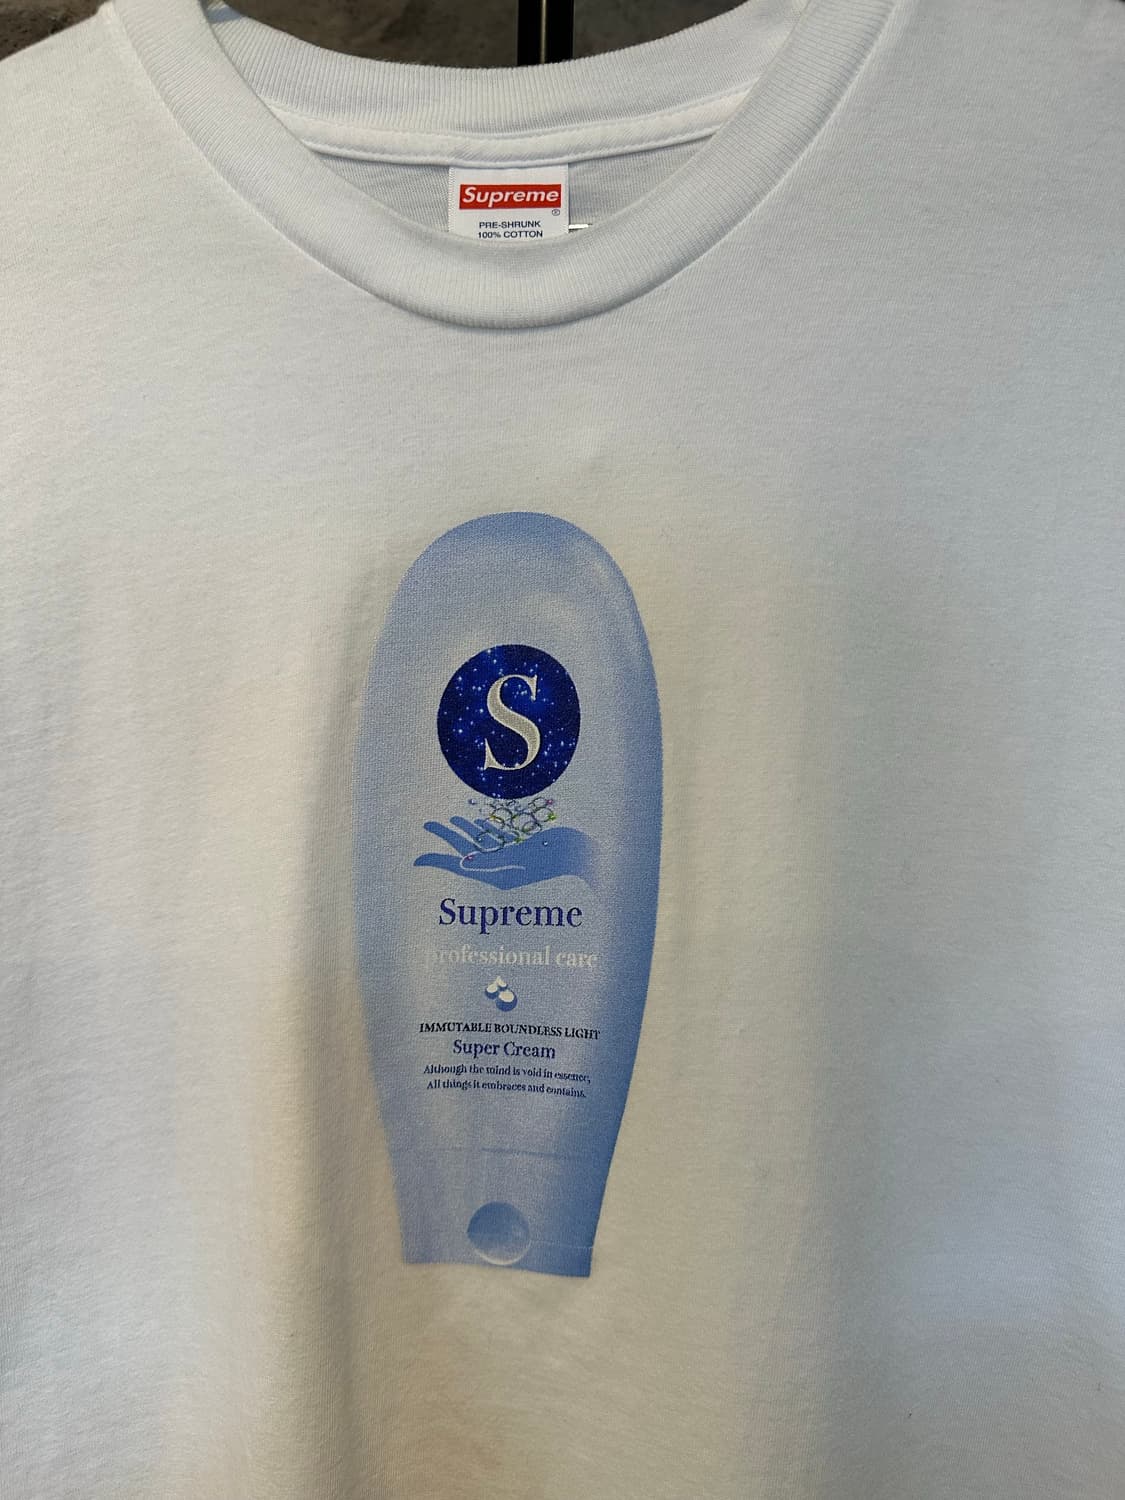 Supreme
®
PRE-SHRUNK
100% COTTON
S
Supreme
professional care
IMMUTABLE BOUNDLESS LIGHT
Super Cream
Although the mind is void in essence,
All things it embraces and contains.